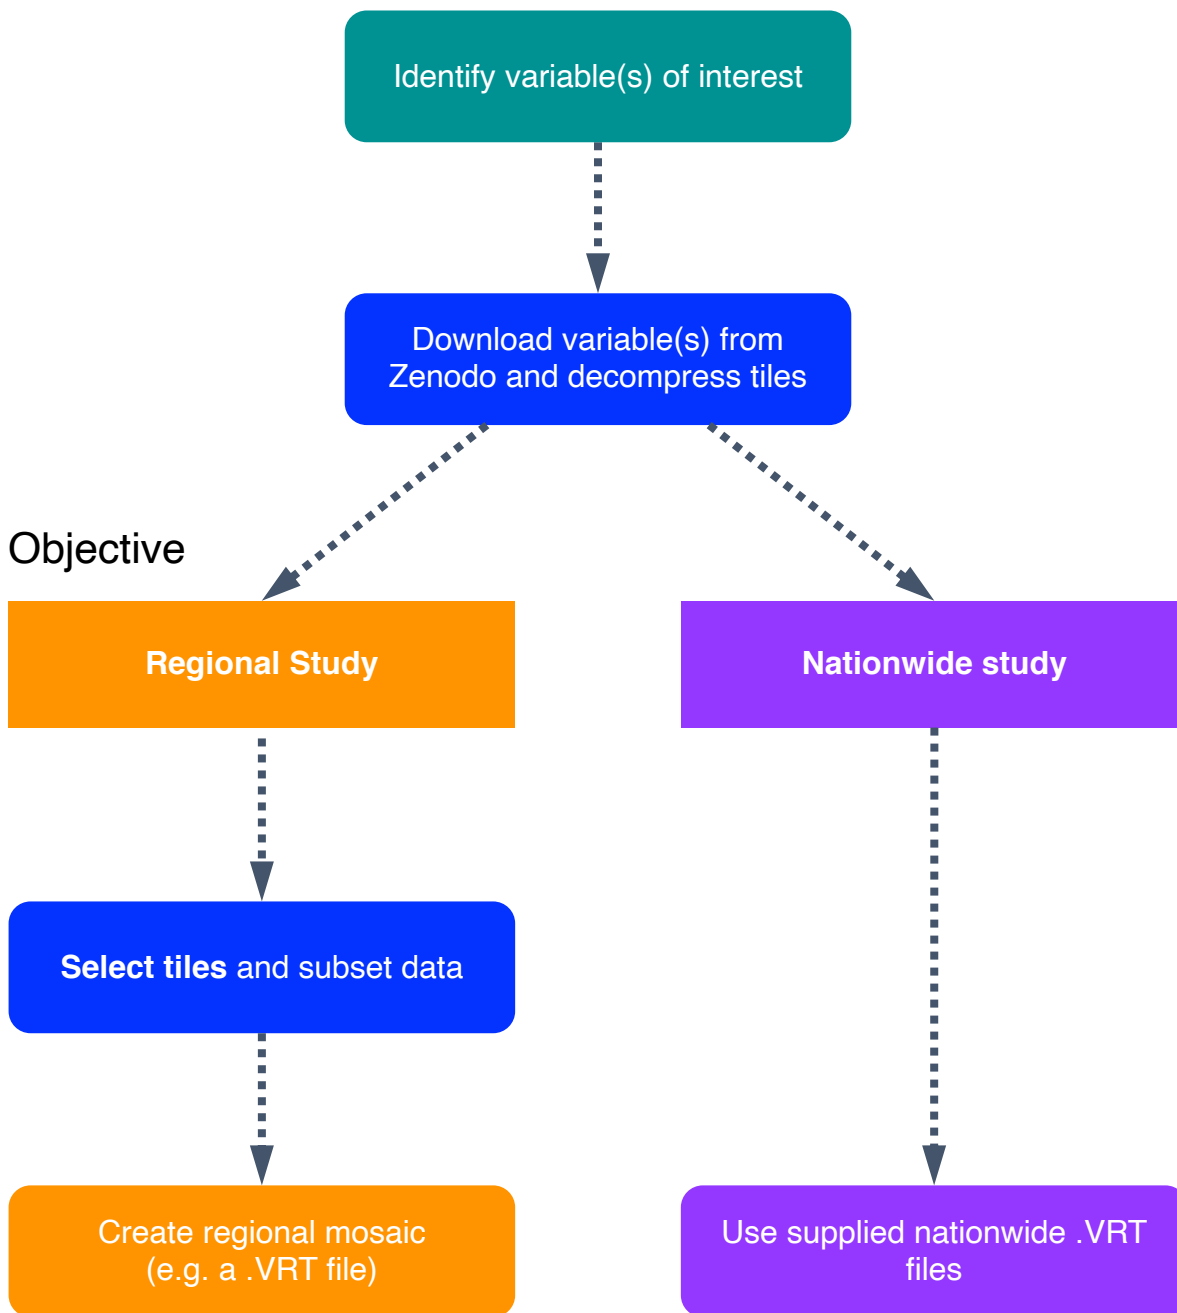 Identify variable(s) of interest
Download variable(s) from
Zenodo and decompress tiles
Objective
Regional Study
Nationwide study
Select tiles and subset data
Create regional mosaic
(e.g. a .VRT file)
Use supplied nationwide .VRT
files